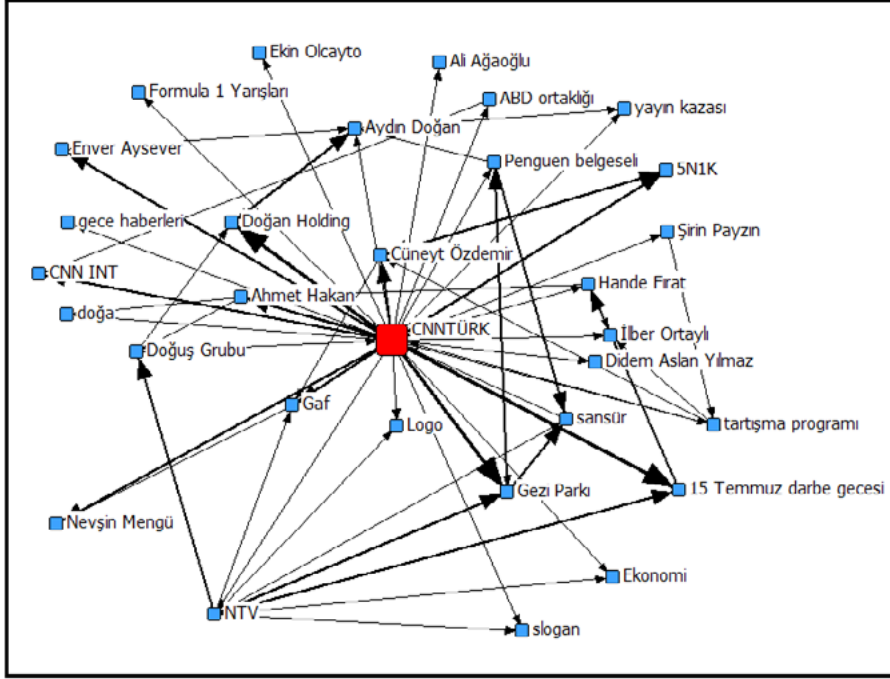 Ekin Olcayto
Ali Ağaoğlu
Formula 1 Yarışları
ABD ortaklığı
yayın kazası
Aydın Doğan
Enver Aysever
Penguen belgeseli
5N1K
gece haberleri
Doğan Holding
Şirin Payzın
Cüneyt Özdemir
CNN INT
Hande Fırat
Ahmet Hakan
doğa
CNNTÜRK
İlber Ortaylı
Doğuş Grubu
Didem Aslan Yılmaz
Gaf
sansür
Logo
tartışma programı
Gezi Parkı
15 Temmuz darbe gecesi
Nevşin Mengü
Ekonomi
NTV
slogan